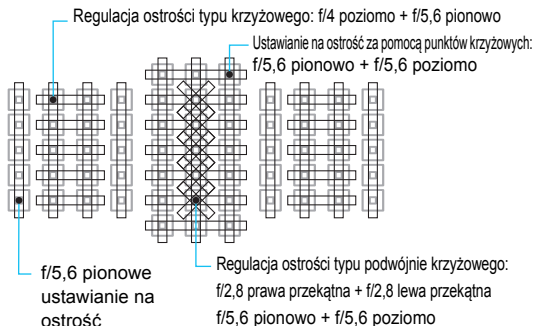 Regulacja ostrości typu krzyżowego: f/4 poziomo + f/5,6 pionowo
Ustawianie na ostrość za pomocą punktów krzyżowych:
f/5,6 pionowo + f/5,6 poziomo
f/5,6 pionowe
ustawianie na
ostrość
Regulacja ostrości typu podwójnie krzyżowego:
f/2,8 prawa przekątna + f/2,8 lewa przekątna
f/5,6 pionowo + f/5,6 poziomo